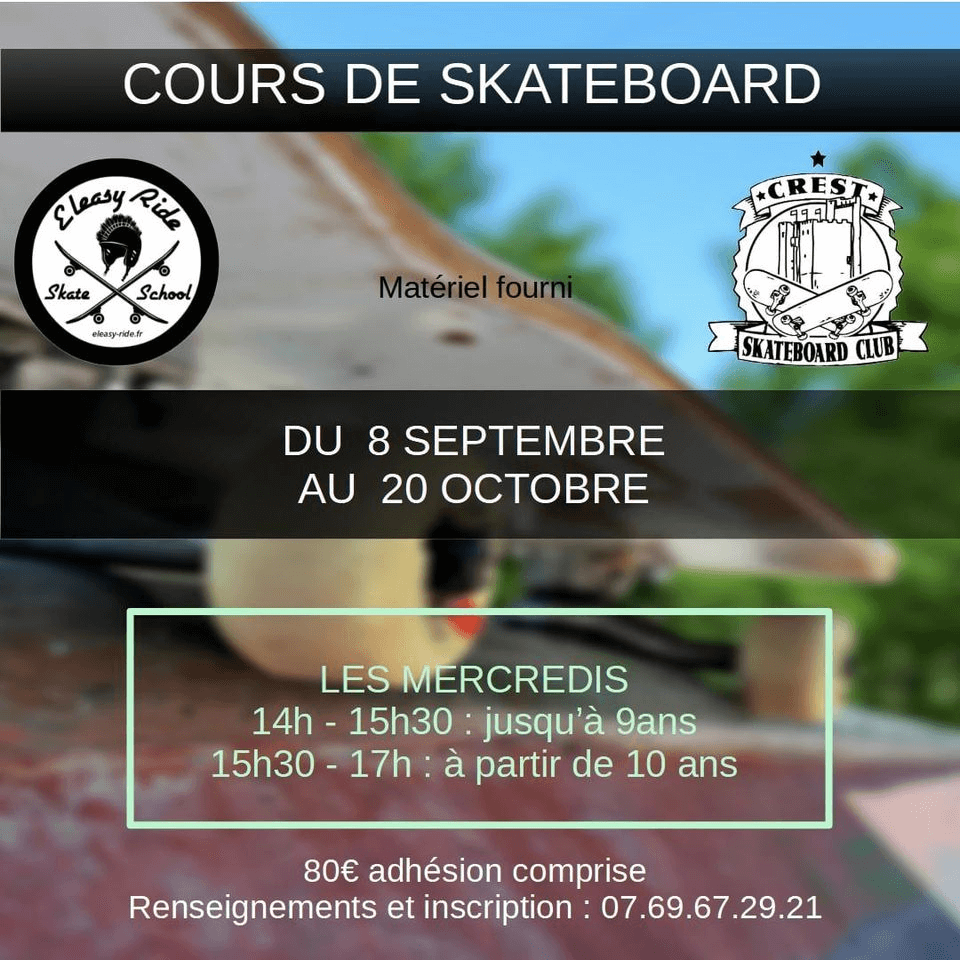 COURS DE SKATEBOARD
Eleasy Ride
Skate School
eleasy-ride.fr
CREST
SKATEBOARD CLUB
Matériel fourni
DU 8 SEPTEMBRE
AU 20 OCTOBRE
LES MERCREDIS
14h - 15h30 : jusqu’à 9ans
15h30 - 17h : à partir de 10 ans
80€ adhésion comprise
Renseignements et inscription : 07.69.67.29.21